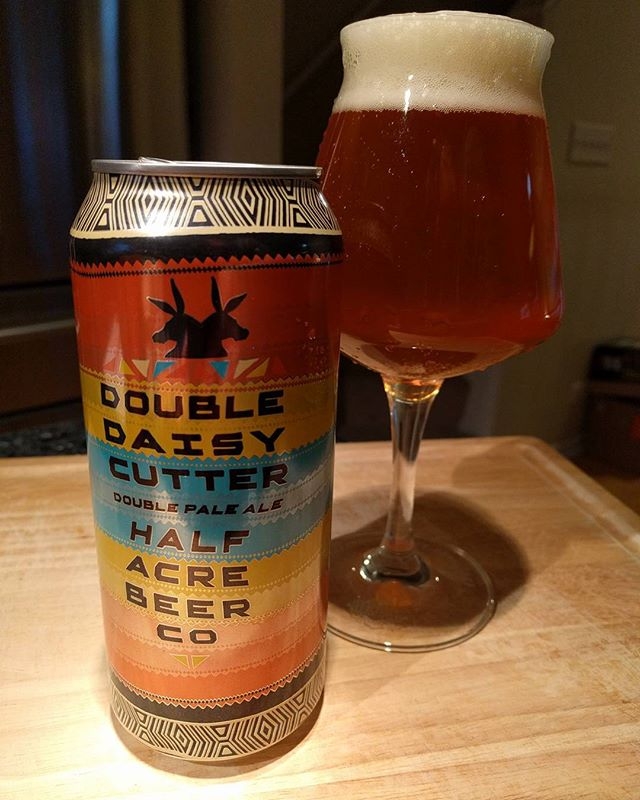 DOUBLE
DAISY
CUTTER
DOUBLE PALE ALE
HALF
ACRE
BEER
CO